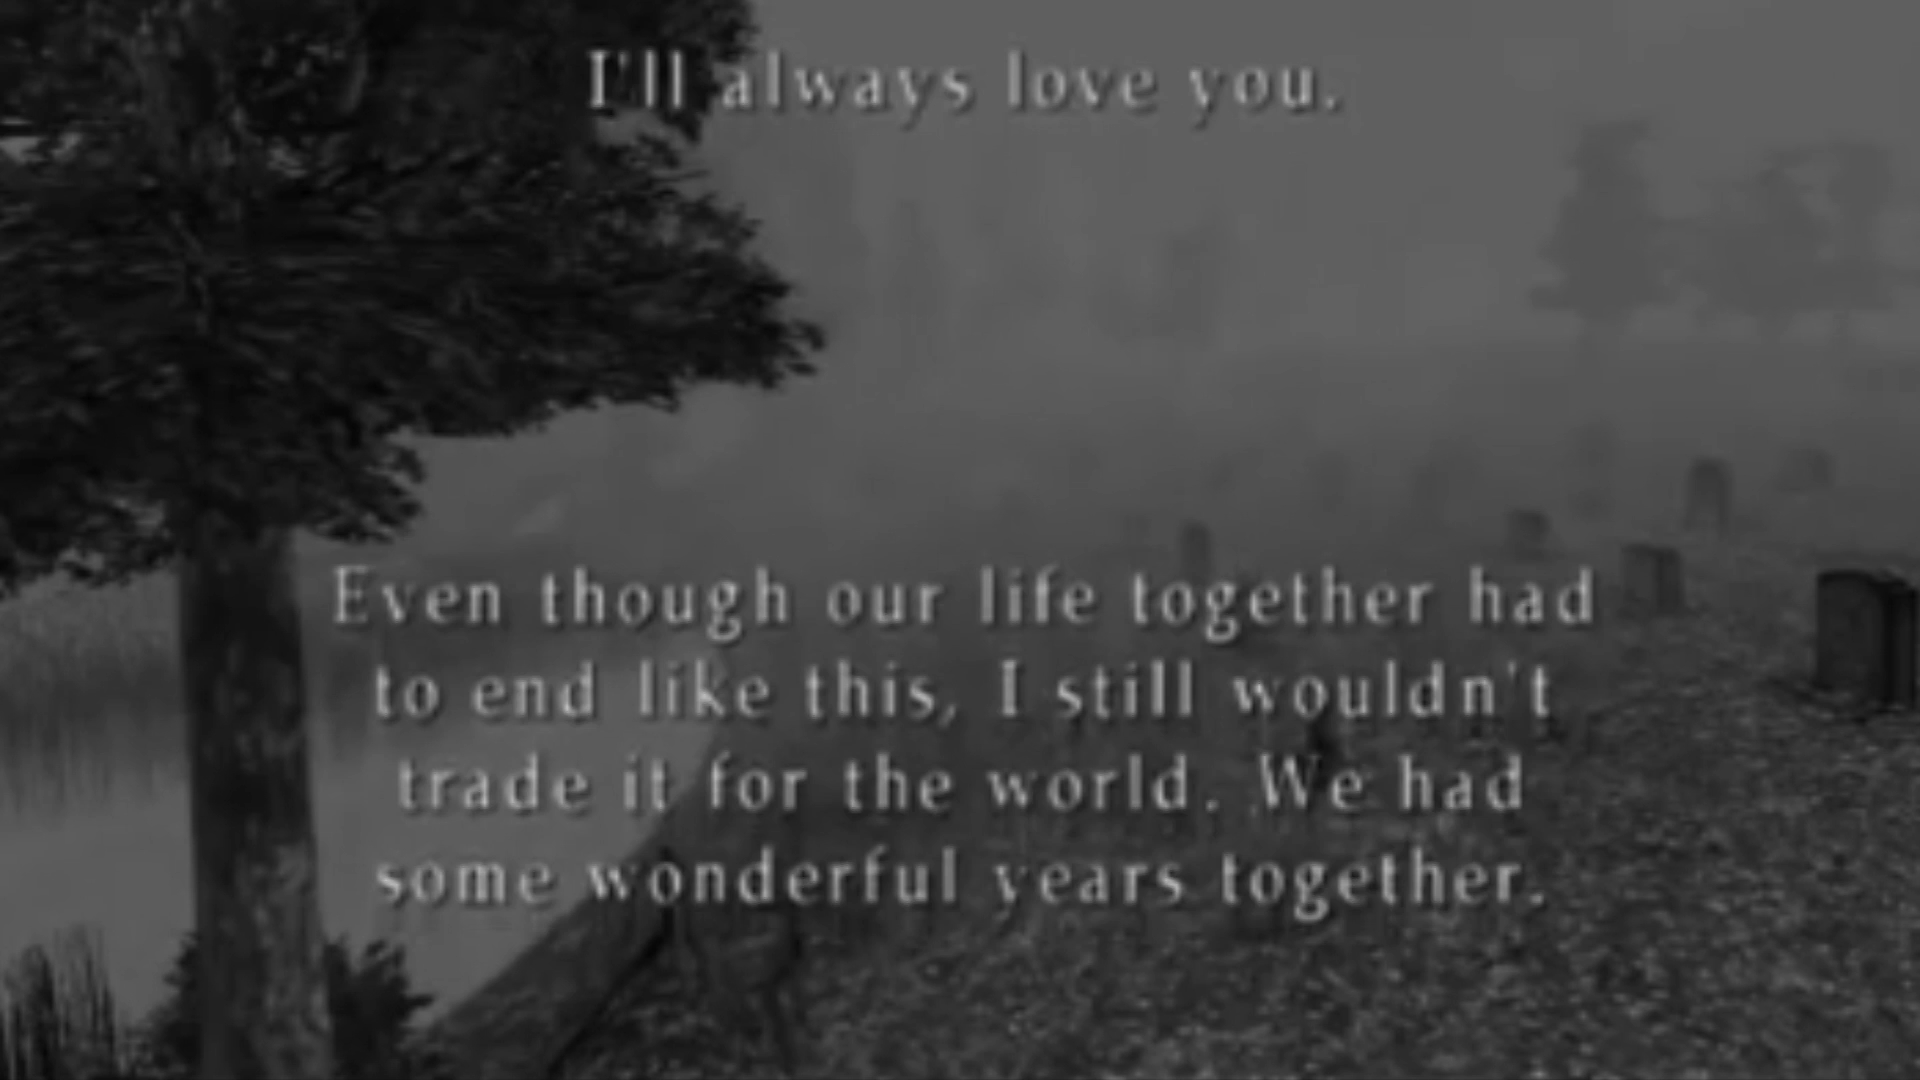 I'll always love you.
Even though our life together had
to end like this, I still wouldn't
trade it for the world. We had
some wonderful years together.